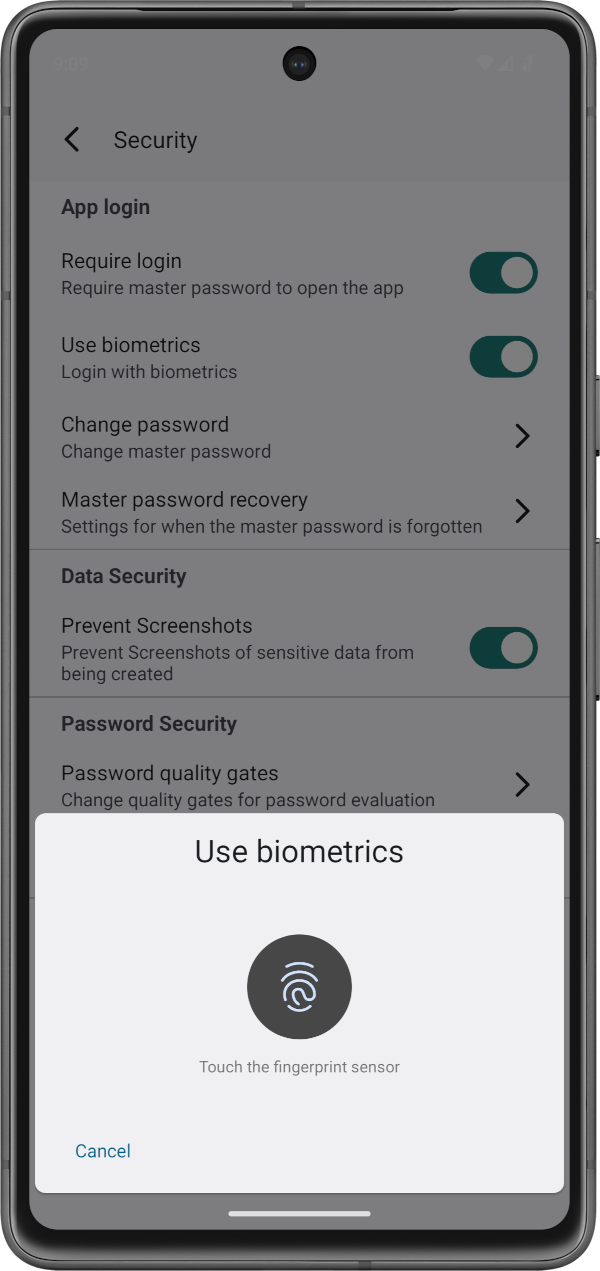 9:09
Security
App login
Require login
Require master password to open the app
Use biometrics
Login with biometrics
Change password
Change master password
Master password recovery
Settings for when the master password is forgotten
Data Security
Prevent Screenshots
Prevent Screenshots of sensitive data from
being created
Password Security
Password quality gates
Change quality gates for password evaluation
Use biometrics
Touch the fingerprint sensor
Cancel